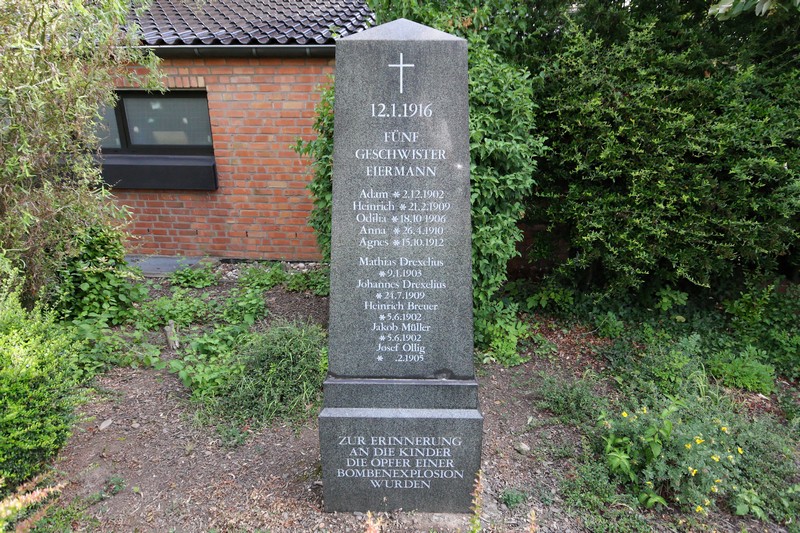 12.1.1916
FÜNF
GESCHWISTER
EIERMANN
Adam *2.12.1902
Heinrich *21.2.1909
Odilia *18.10.1906
Anna *26.4.1910
Agnes *15.10.1912
Mathias Drexelius
*9.1.1903
Johannes Drexelius
*24.7.1909
Heinrich Breuer
*5.6.1902
Jakob Müller
*5.6.1902
Josef Ollig
* .2.1905
ZUR ERINNERUNG
AN DIE KINDER
DIE OPFER EINER
BOMBENEXPLOSION
WURDEN